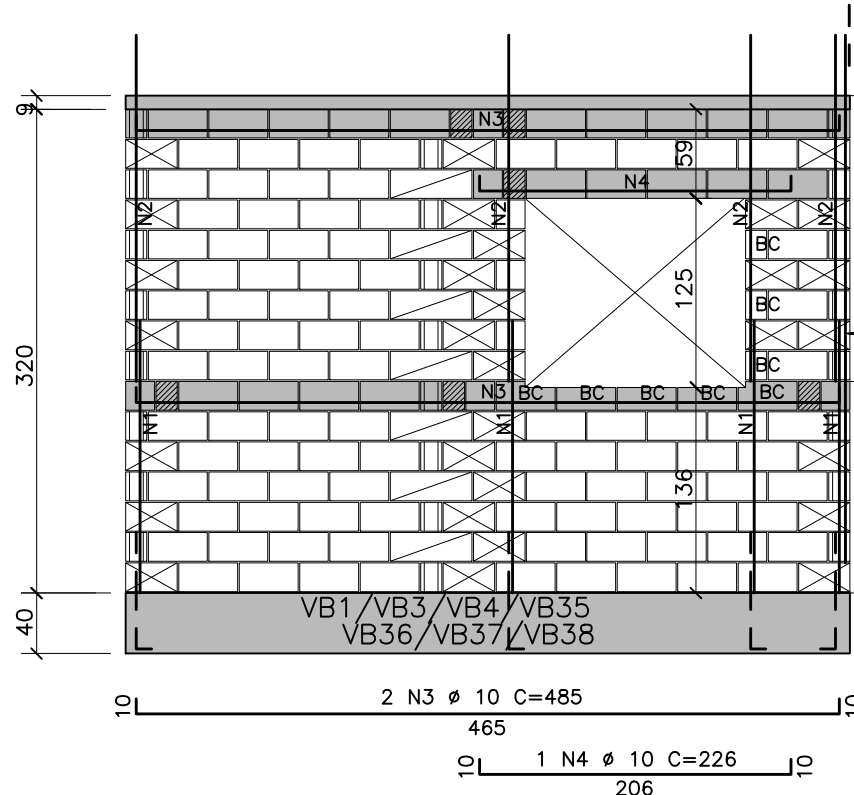 9
N3
59
N4
N2
N2
N2
N2
BC
125
BC
320
BC
N3
BC
BC
BC
BC
BC
N1
N1
N1
N1
136
40
VB1/VB3/VB4/VB35
VB36/VB37/VB38
10
2 N3 ø 10 C=485
10
465
10
1 N4 ø 10 C=226
10
206